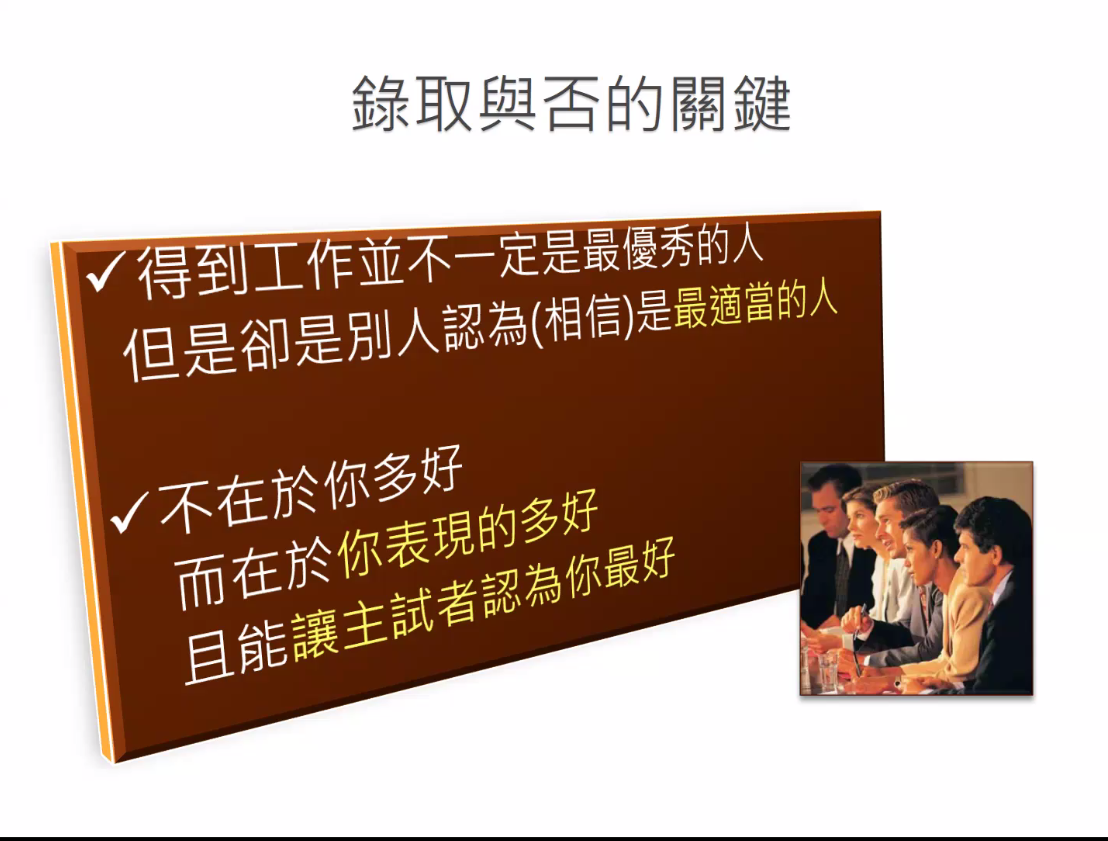 錄取與否的關鍵
✓得到工作並不一定是最優秀的人
但是卻是別人認為(相信)是最適當的人
✓不在於你多好
而在於你表現的多好
且能讓主試者認為你最好